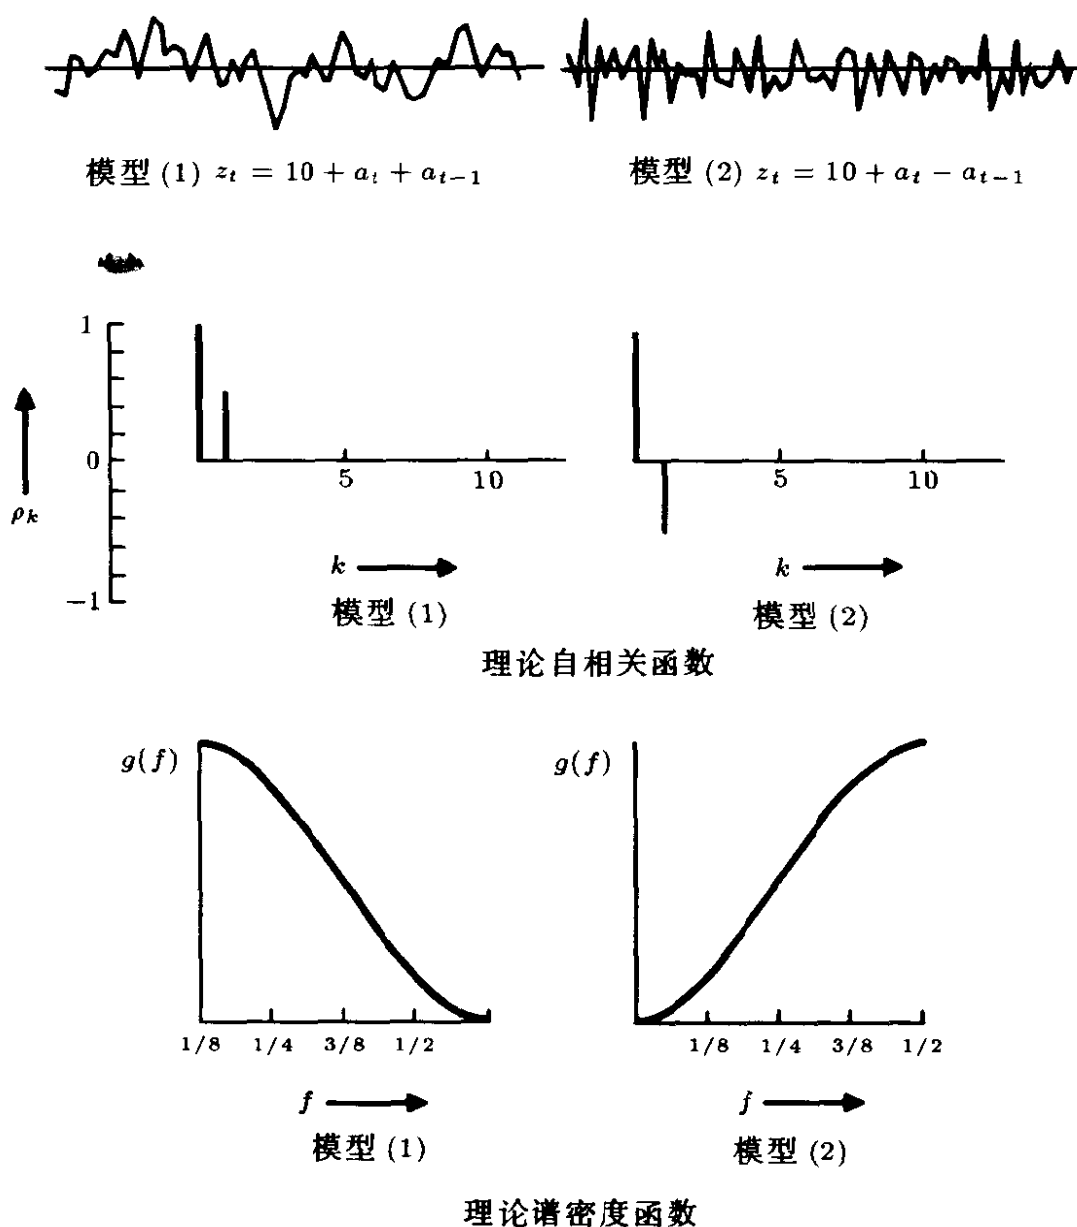 模型 (1) z_t = 10 + a_t + a_{t-1}
模型 (2) z_t = 10 + a_t - a_{t-1}
1
0
-1
ρ_k
5 10
5 10
k
k
模型 (1)
模型 (2)
理论自相关函数
g(f)
g(f)
1/8 1/4 3/8 1/2
1/8 1/4 3/8 1/2
f
f
模型 (1)
模型 (2)
理论谱密度函数